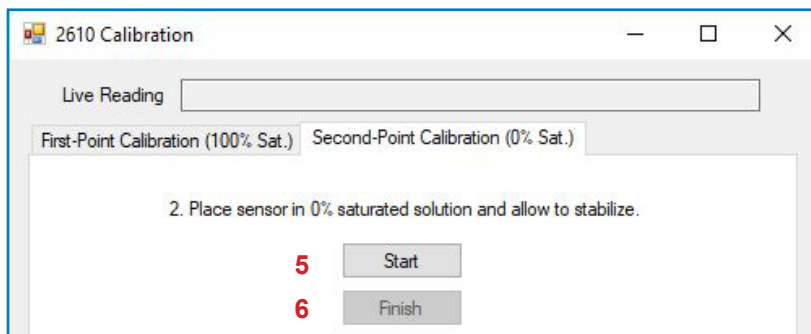 2610 Calibration
Live Reading
First-Point Calibration (100% Sat.) Second-Point Calibration (0% Sat.)
2. Place sensor in 0% saturated solution and allow to stabilize.
5 Start
6 Finish